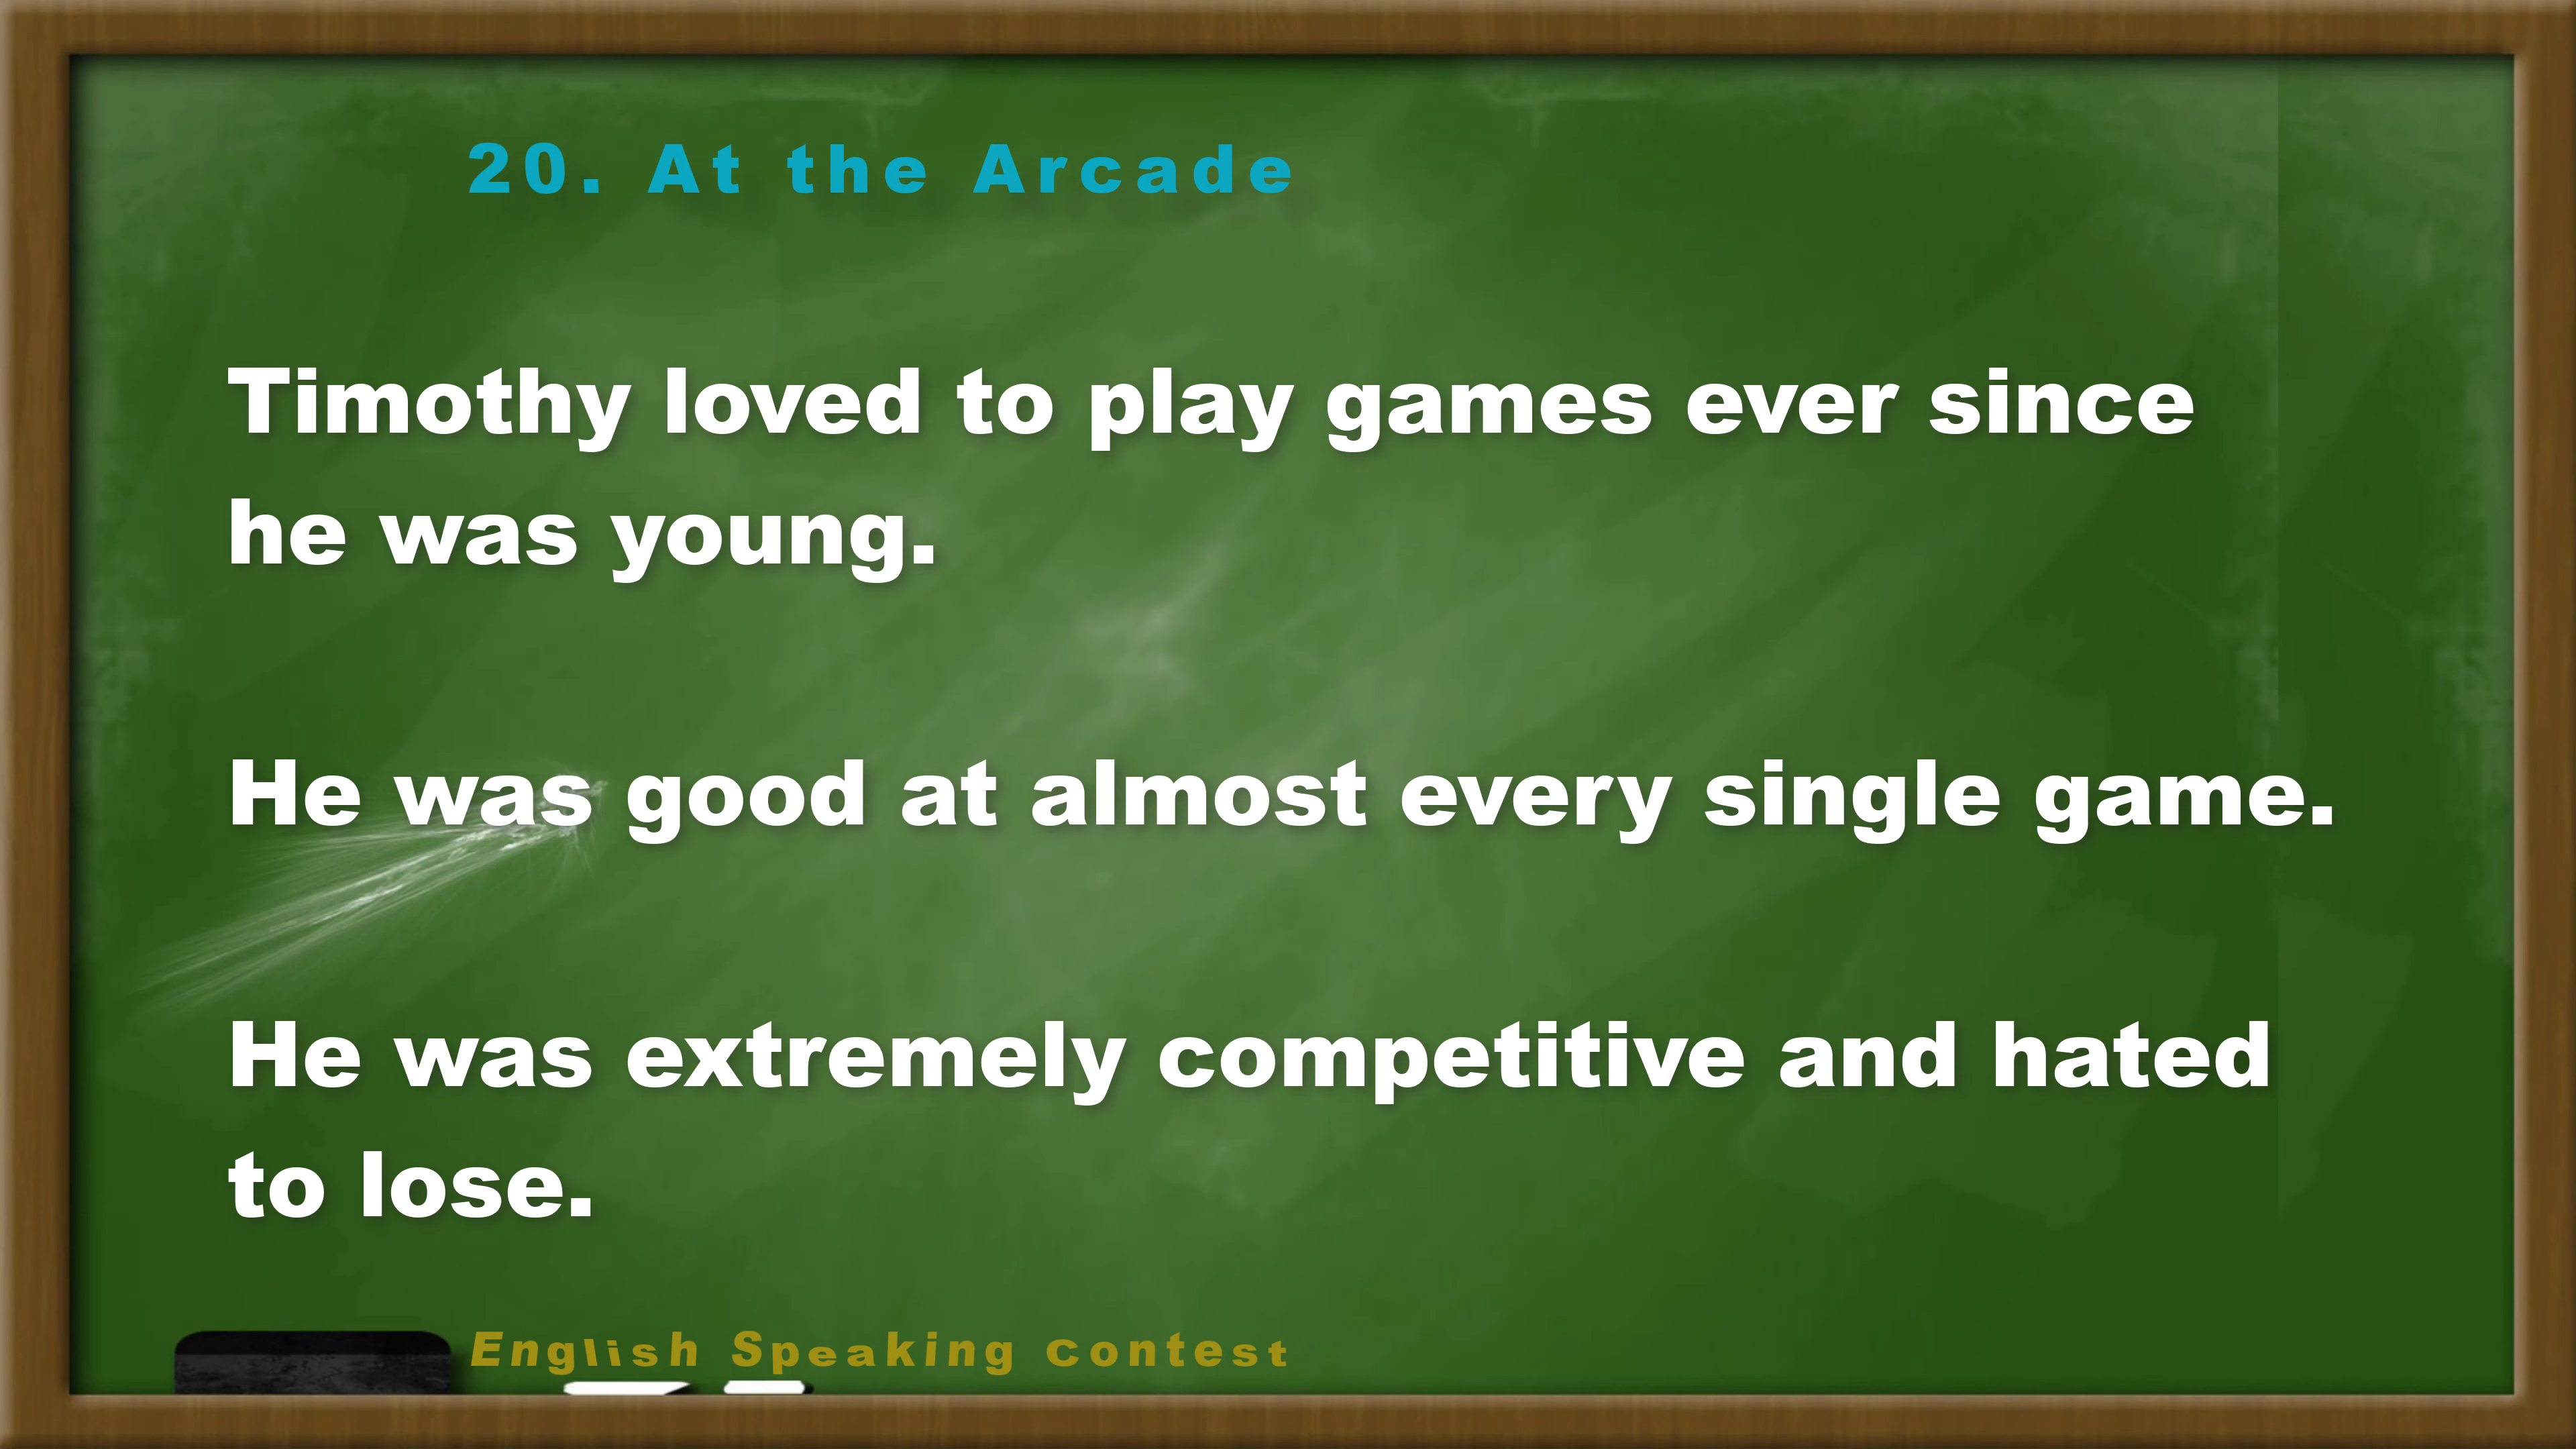 20. At the Arcade
Timothy loved to play games ever since
he was young.
He was good at almost every single game.
He was extremely competitive and hated
to lose.
English Speaking Contest